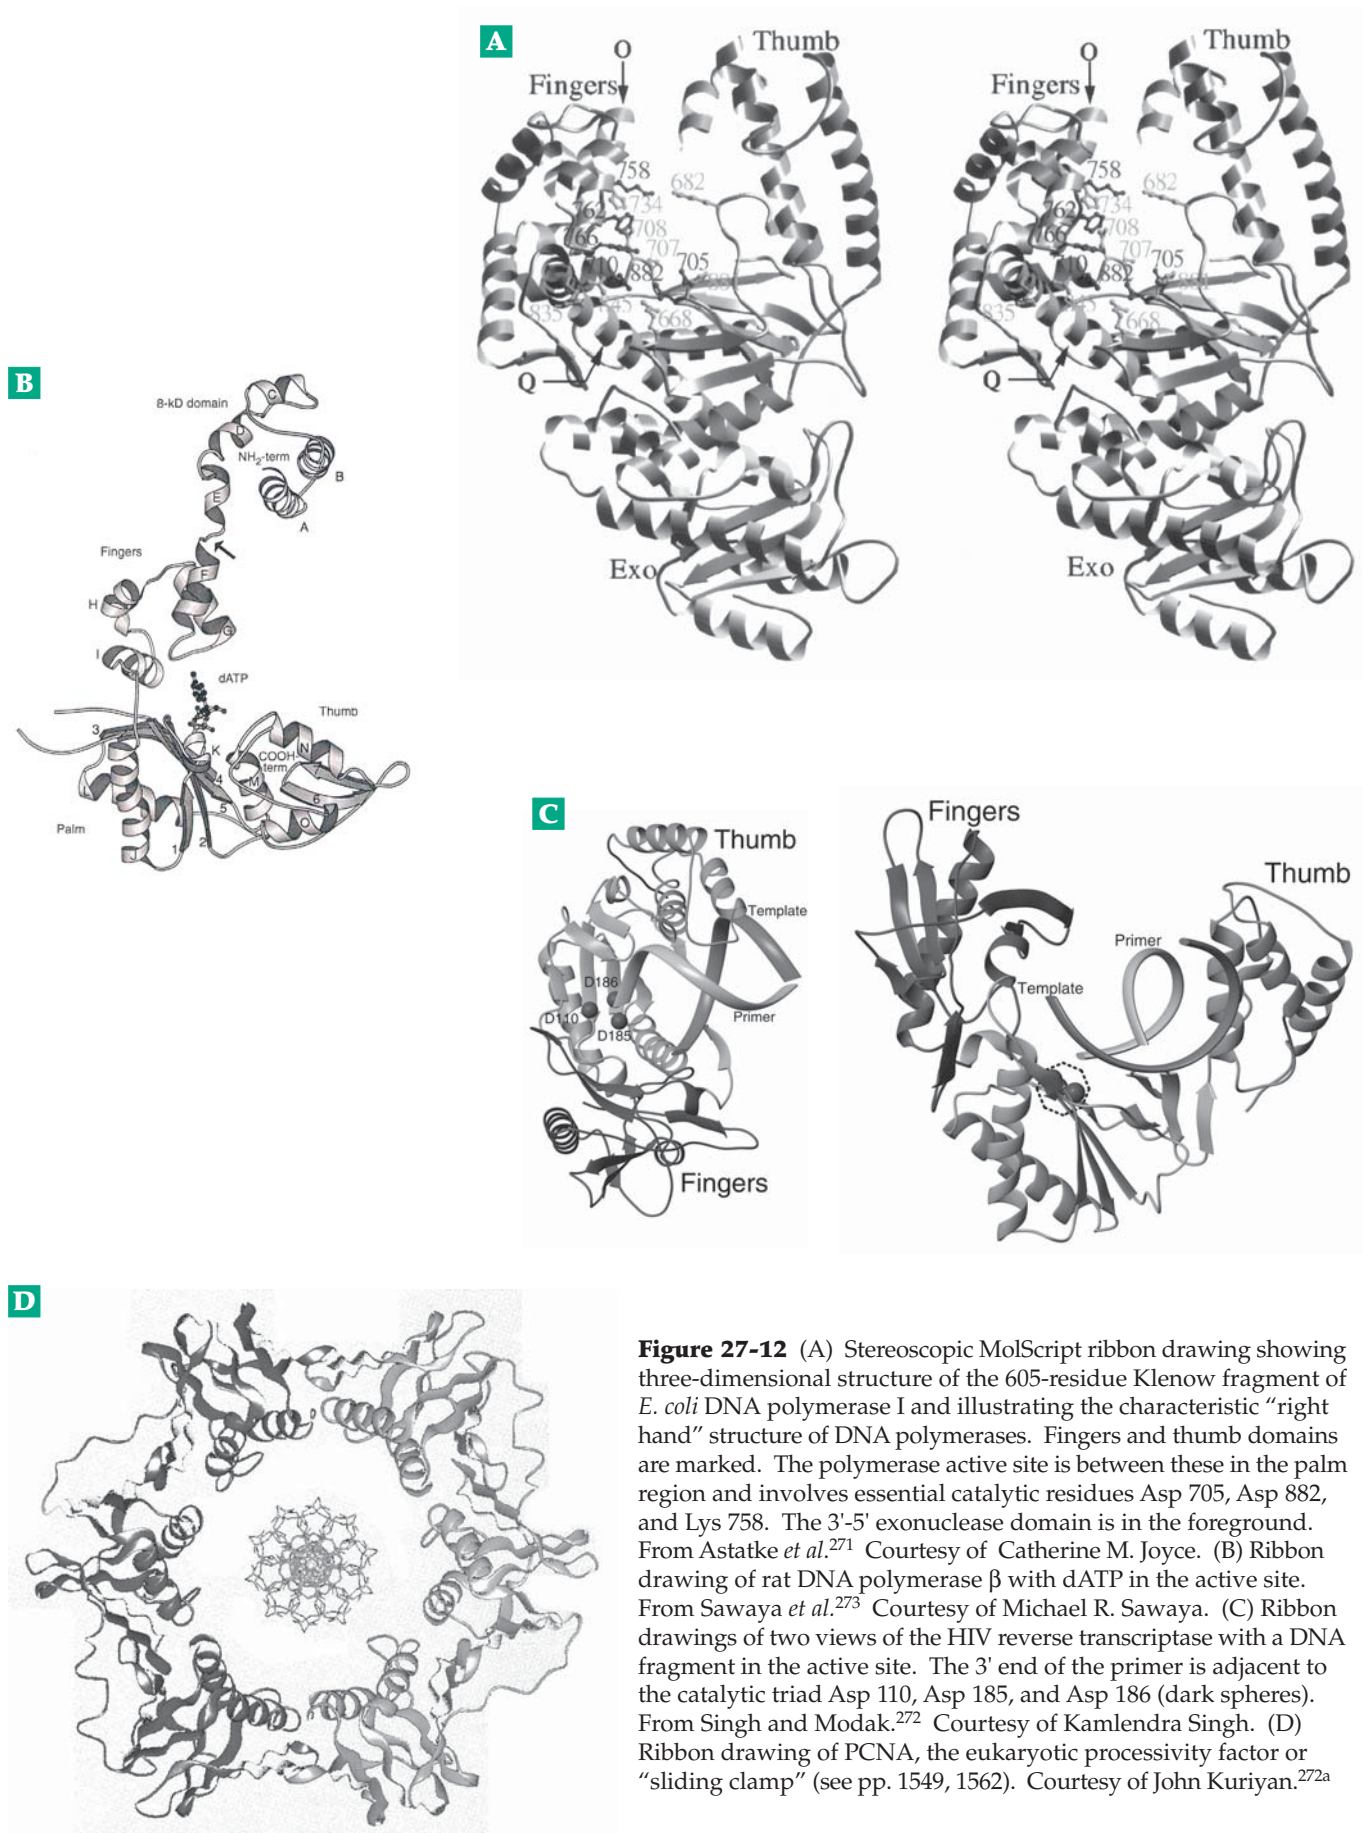 A
O
Thumb
Fingers
758
682
734
762
708
766
707
705
710
882
835
845
668
Q
Exo
O
Thumb
Fingers
758
682
734
762
708
766
707
705
710
882
881
835
845
668
Q
Exo
B
8-kD domain
C
D
NH2-term
B
E
A
Fingers
F
H
G
I
dATP
Thumb
3
K
N
COOH-
term
7
4
M
6
5
O
Palm
1
2
C
Thumb
Template
D186
D110
D185
Primer
Fingers
Fingers
Thumb
Primer
Template
D
Figure 27-12 (A) Stereoscopic MolScript ribbon drawing showing
three-dimensional structure of the 605-residue Klenow fragment of
E. coli DNA polymerase I and illustrating the characteristic “right
hand” structure of DNA polymerases. Fingers and thumb domains
are marked. The polymerase active site is between these in the palm
region and involves essential catalytic residues Asp 705, Asp 882,
and Lys 758. The 3'-5' exonuclease domain is in the foreground.
From Astatke et al.271 Courtesy of Catherine M. Joyce. (B) Ribbon
drawing of rat DNA polymerase β with dATP in the active site.
From Sawaya et al.273 Courtesy of Michael R. Sawaya. (C) Ribbon
drawings of two views of the HIV reverse transcriptase with a DNA
fragment in the active site. The 3' end of the primer is adjacent to
the catalytic triad Asp 110, Asp 185, and Asp 186 (dark spheres).
From Singh and Modak.272 Courtesy of Kamlendra Singh. (D)
Ribbon drawing of PCNA, the eukaryotic processivity factor or
“sliding clamp” (see pp. 1549, 1562). Courtesy of John Kuriyan.272a